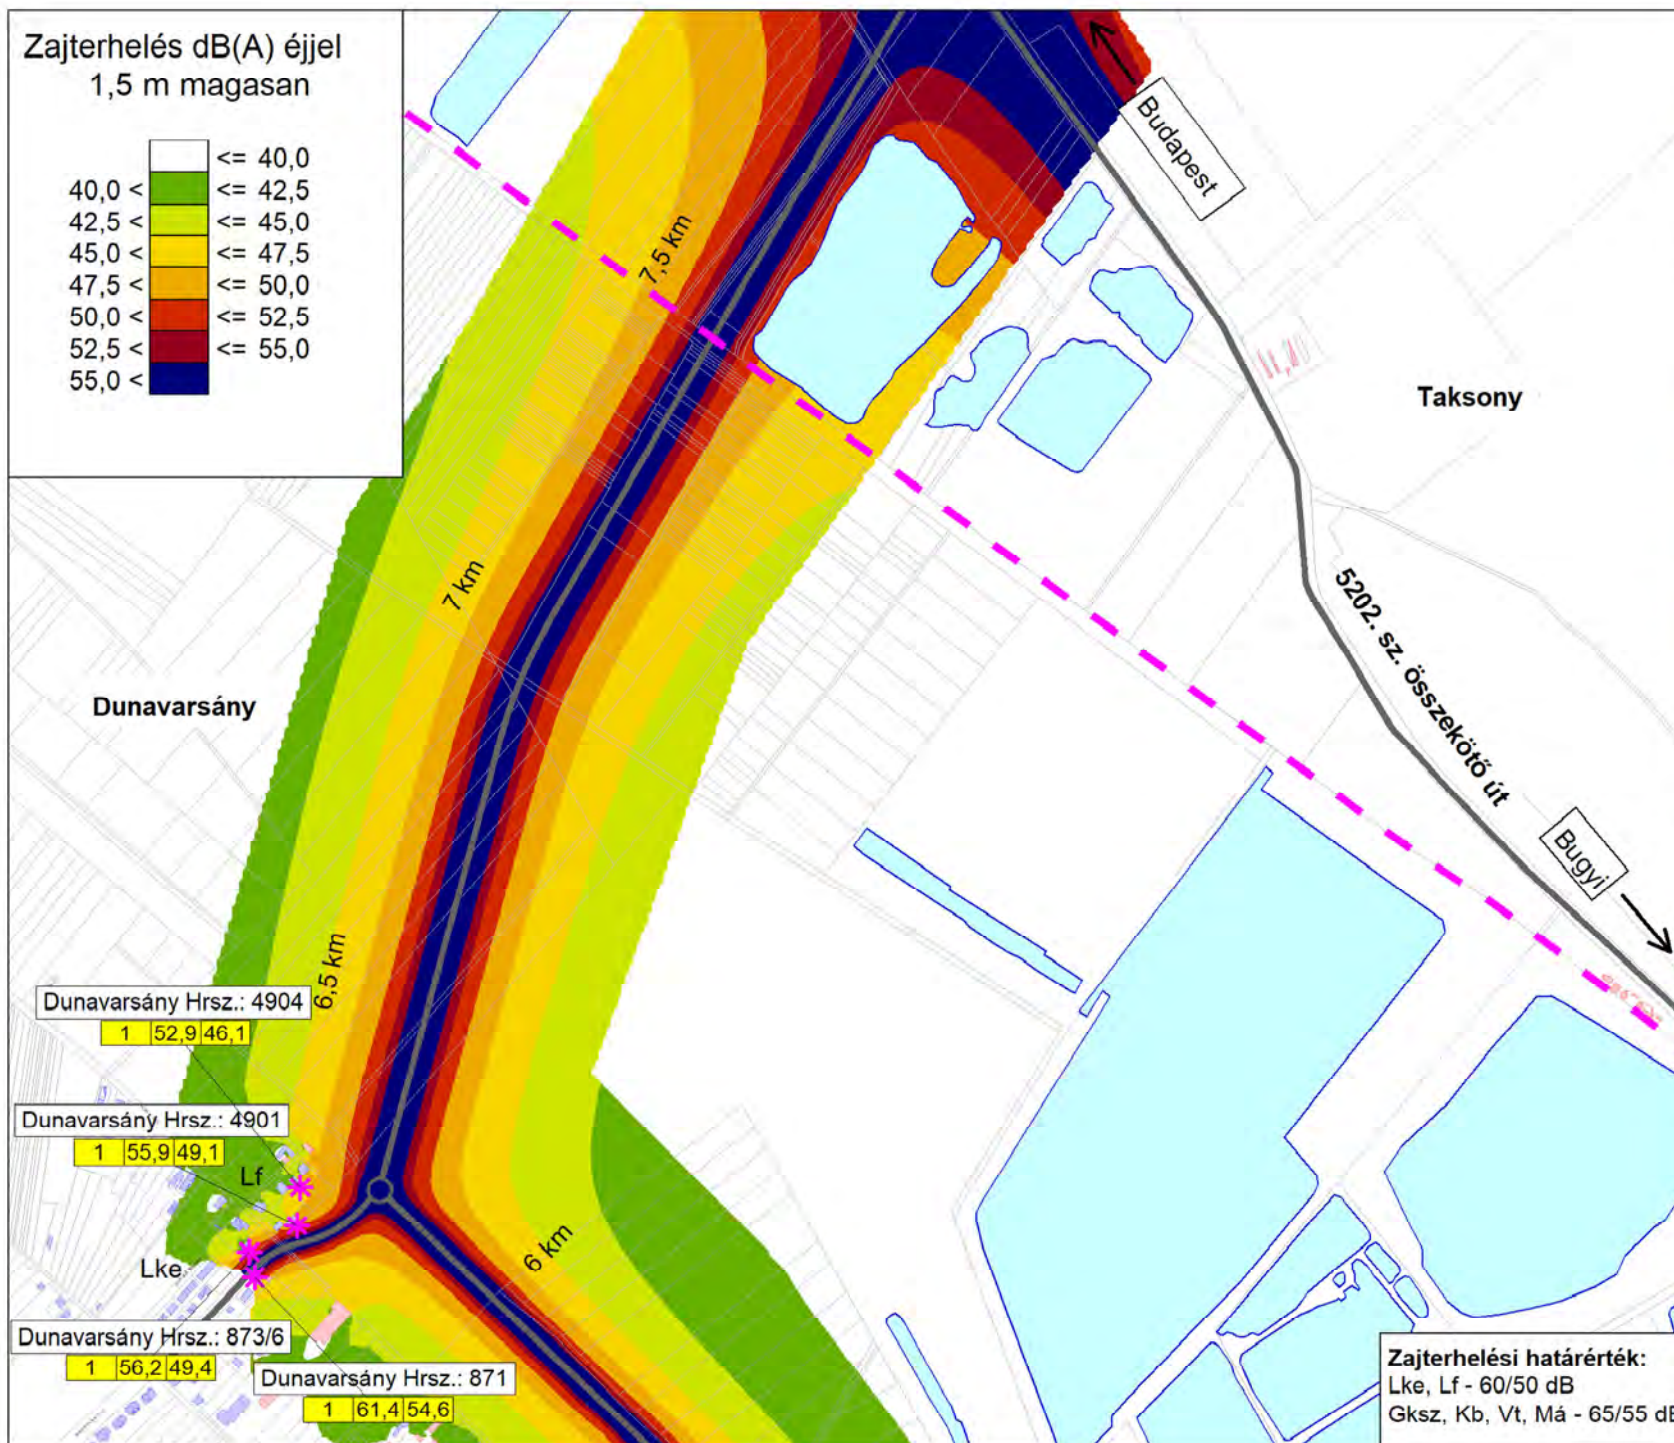 Zajterhelés dB(A) éjjel
1,5 m magasan
<= 40,0
40,0 < <= 42,5
42,5 < <= 45,0
45,0 < <= 47,5
47,5 < <= 50,0
50,0 < <= 52,5
52,5 < <= 55,0
55,0 <
Budapest
7,5 km
Taksony
7 km
5202. sz. összekötő út
Dunavarsány
Bugyi
6,5 km
Dunavarsány Hrsz.: 4904
1 52,9 46,1
Dunavarsány Hrsz.: 4901
1 55,9 49,1
Lf
6 km
Lke
Dunavarsány Hrsz.: 873/6
1 56,2 49,4
Dunavarsány Hrsz.: 871
1 61,4 54,6
Zajterhelési határérték:
Lke, Lf - 60/50 dB
Gksz, Kb, Vt, Má - 65/55 dB